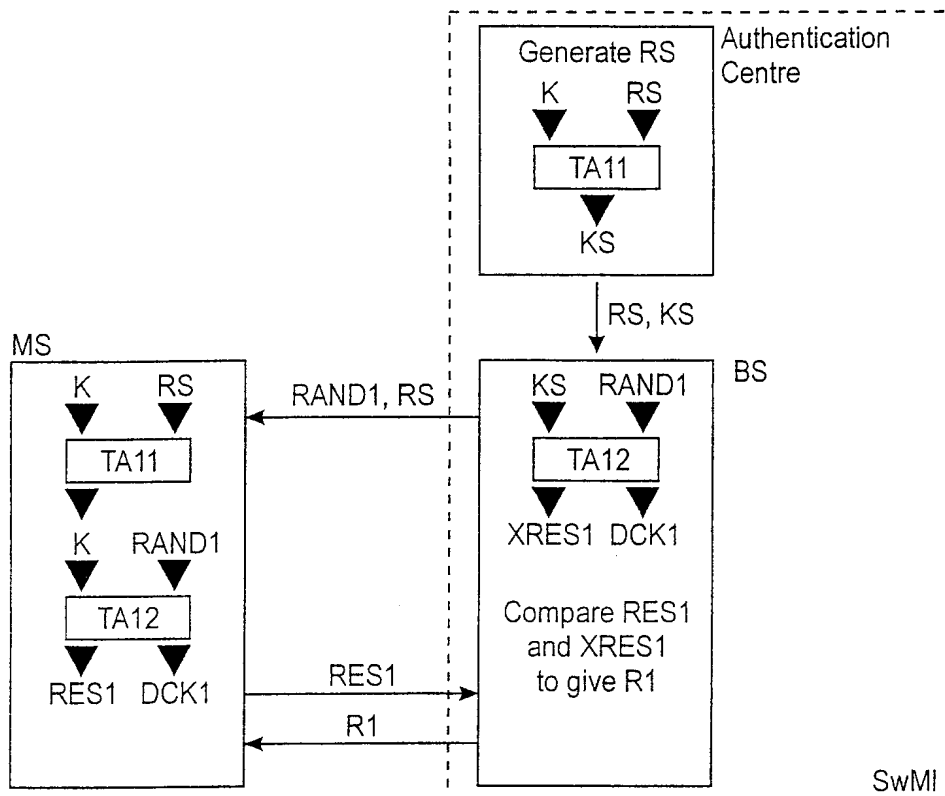 Authentication
Centre
Generate RS
K RS
TA11
KS
RS, KS
MS
K RS
TA11
K RAND1
TA12
RES1 DCK1
RAND1, RS
RES1
R1
BS
KS RAND1
TA12
XRES1 DCK1
Compare RES1
and XRES1
to give R1
SwMI